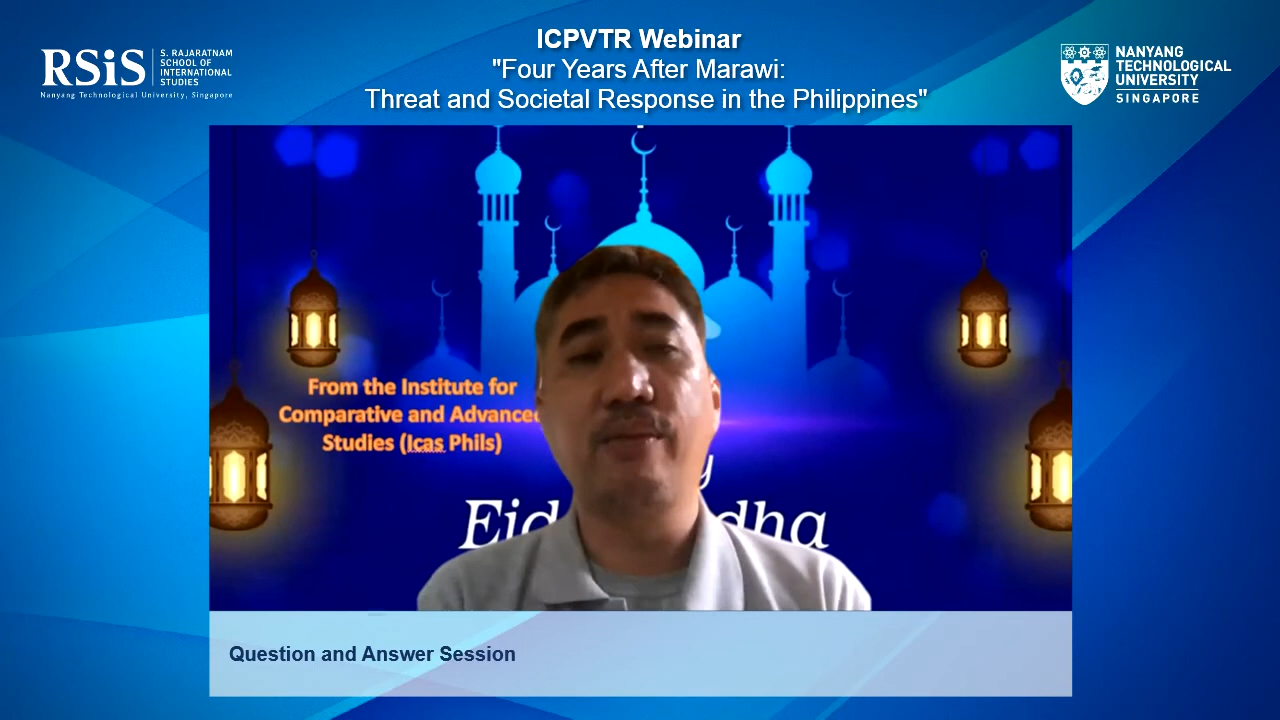 RSiS
S. RAJARATNAM
SCHOOL OF
INTERNATIONAL
STUDIES
Nanyang Technological University, Singapore
ICPVTR Webinar
"Four Years After Marawi:
Threat and Societal Response in the Philippines"
NANYANG
TECHNOLOGICAL
UNIVERSITY
SINGAPORE
From the Institute for
Comparative and Advanced
Studies (Icas Phils)
Question and Answer Session